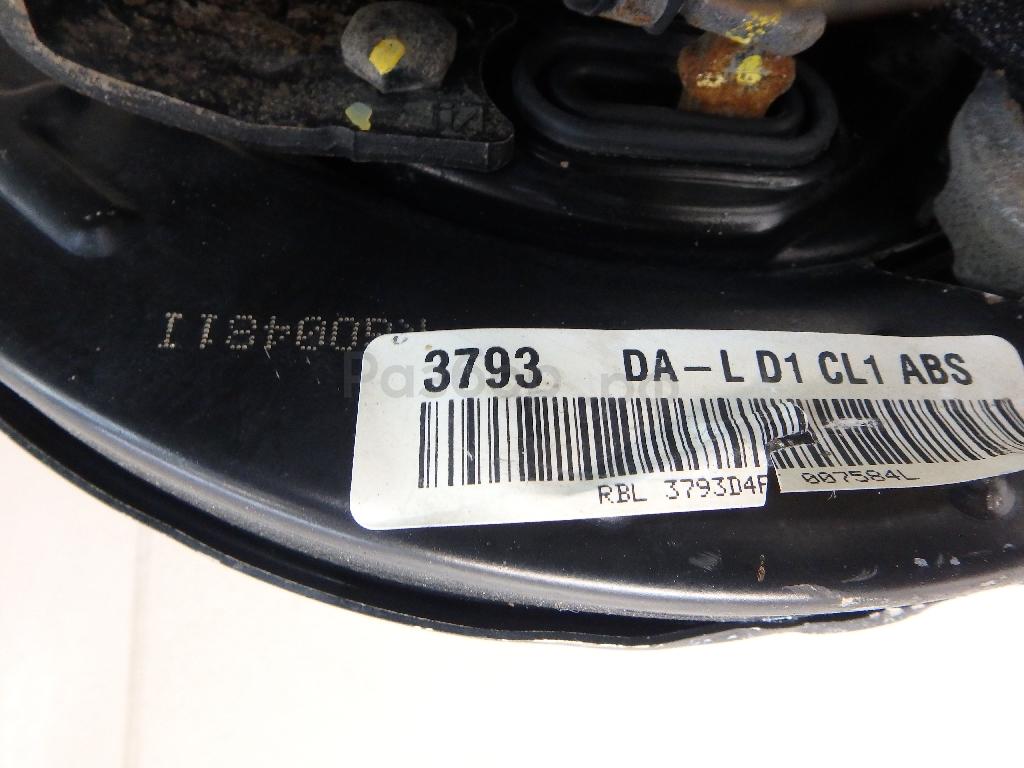 3793 DA-L D1 CL1 ABS
RBL 3793D4F 007584L